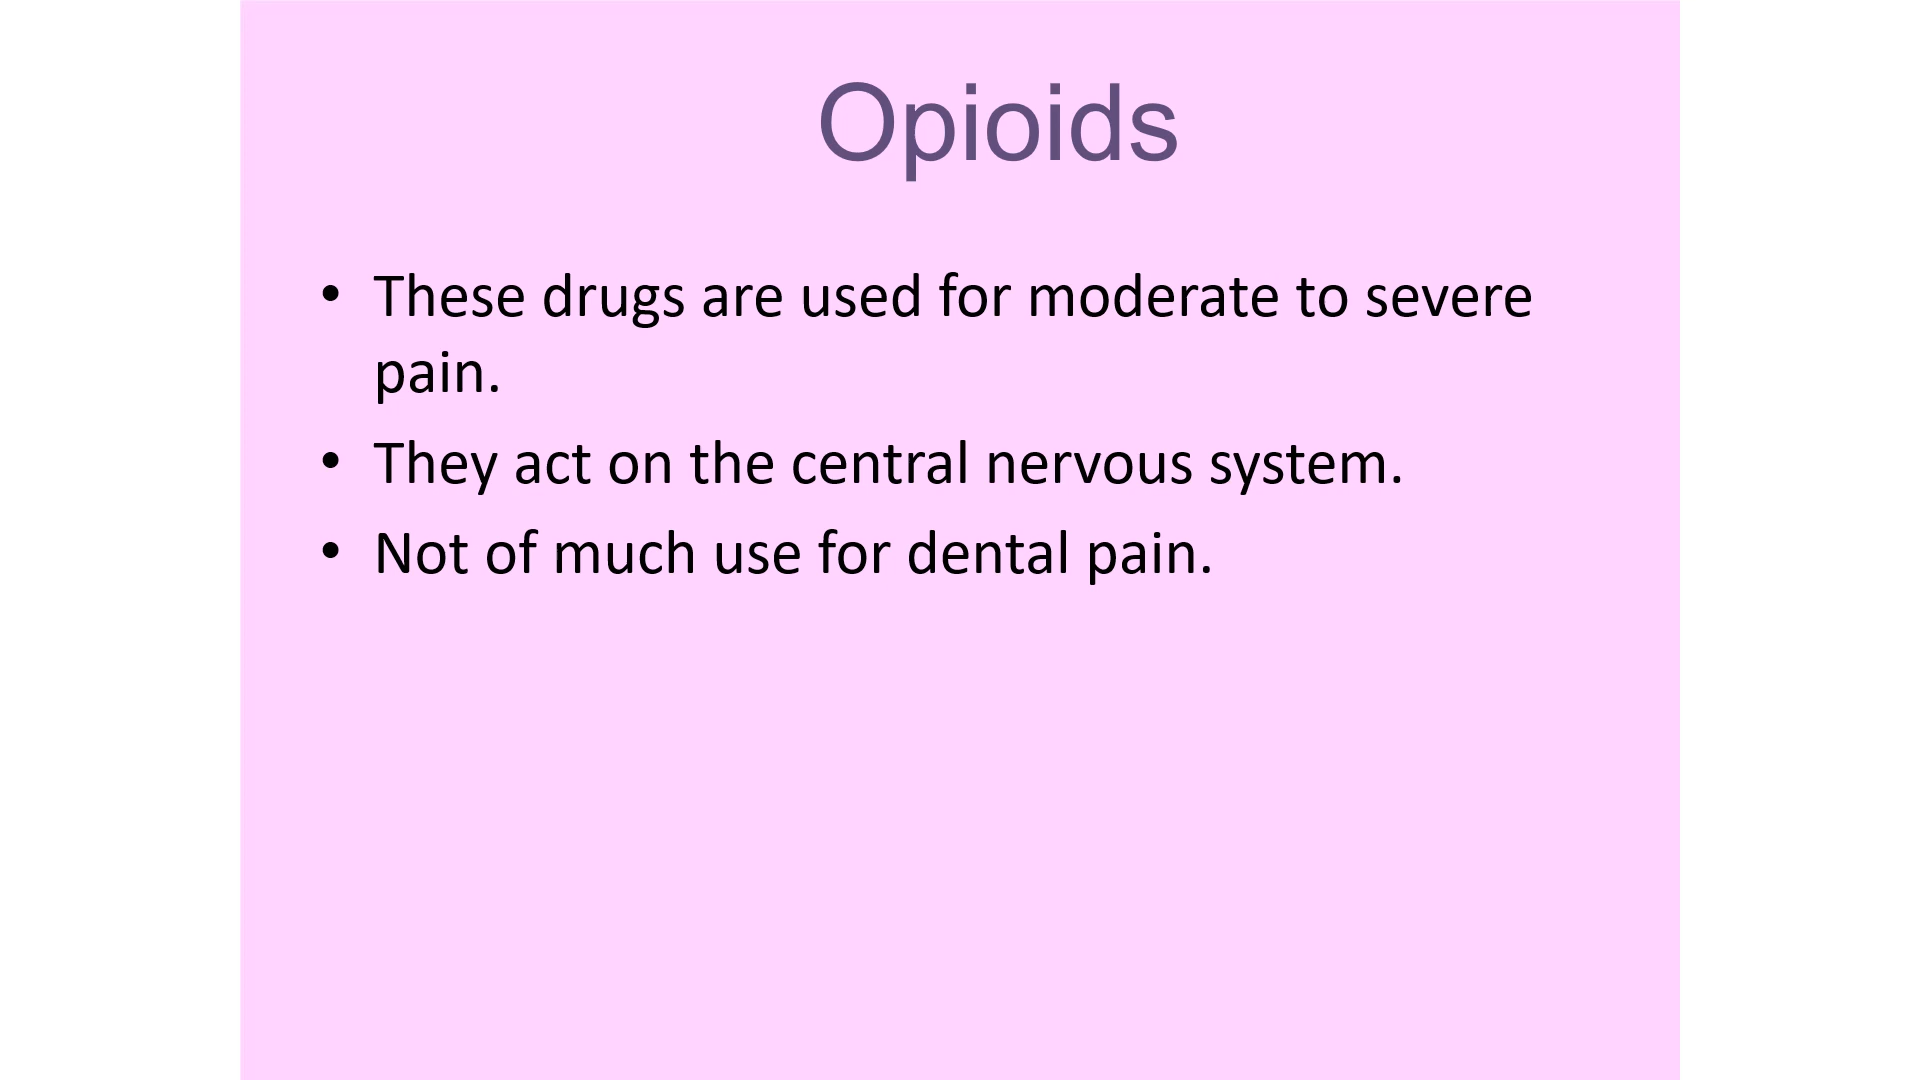 Opioids
• These drugs are used for moderate to severe
pain.
• They act on the central nervous system.
• Not of much use for dental pain.